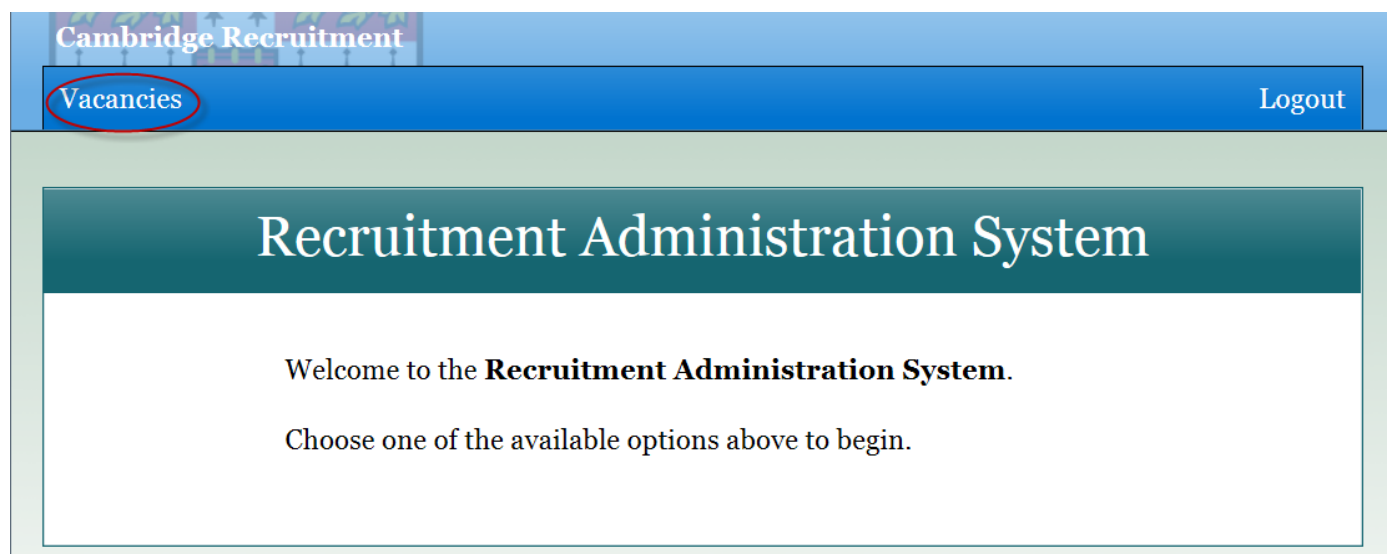 Cambridge Recruitment
Vacancies
Logout
Recruitment Administration System
Welcome to the Recruitment Administration System.
Choose one of the available options above to begin.